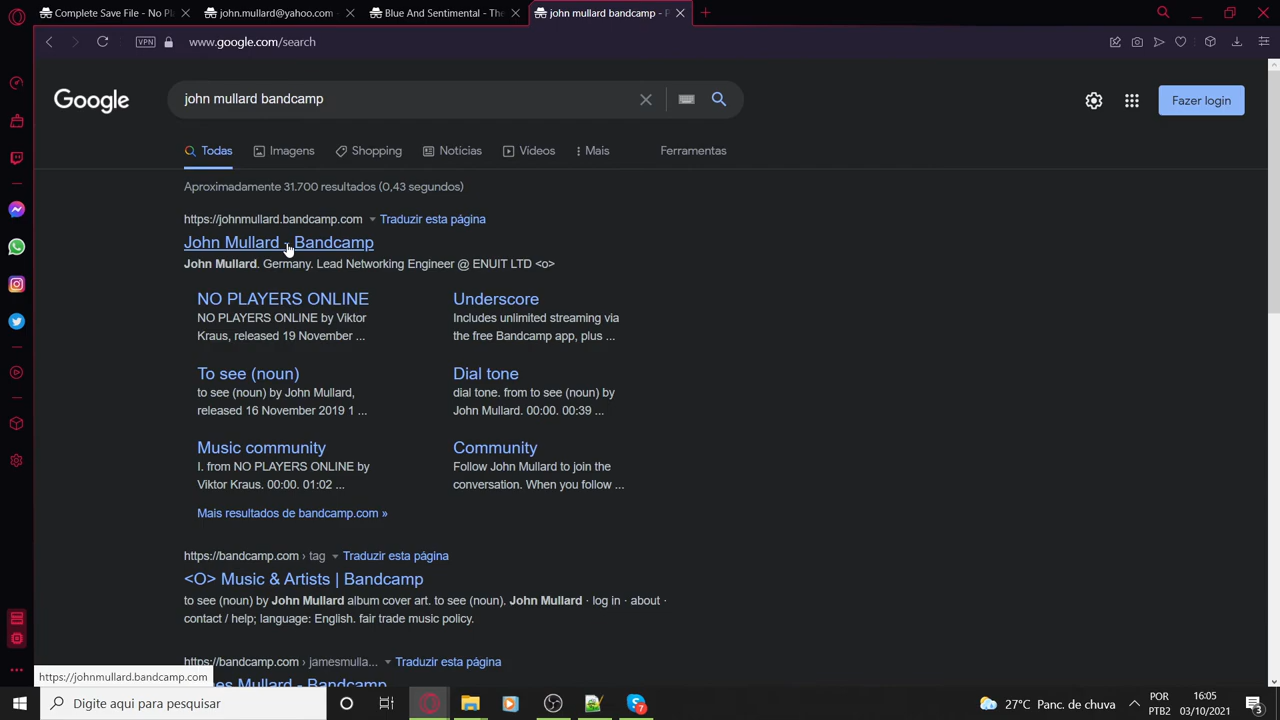 Complete Save File - No Pl
john.mullard@yahoo.com -
Blue And Sentimental - The
john mullard bandcamp - P
VPN
www.google.com/search
Google
john mullard bandcamp
Fazer login
Todas
Imagens
Shopping
Notícias
Vídeos
Mais
Ferramentas
Aproximadamente 31.700 resultados (0,43 segundos)
https://johnmullard.bandcamp.com
Traduzir esta página
John Mullard - Bandcamp
John Mullard. Germany. Lead Networking Engineer @ ENUIT LTD <o>
NO PLAYERS ONLINE
NO PLAYERS ONLINE by Viktor
Kraus, released 19 November ...
Underscore
Includes unlimited streaming via
the free Bandcamp app, plus ...
To see (noun)
to see (noun) by John Mullard,
released 16 November 2019 1 ...
Dial tone
dial tone. from to see (noun) by
John Mullard. 00:00. 00:39 ...
Music community
I. from NO PLAYERS ONLINE by
Viktor Kraus. 00:00. 01:02 ...
Community
Follow John Mullard to join the
conversation. When you follow ...
Mais resultados de bandcamp.com »
https://bandcamp.com › tag
Traduzir esta página
<O> Music & Artists | Bandcamp
to see (noun) by John Mullard album cover art. to see (noun). John Mullard · log in · about ·
contact / help; language: English. fair trade music policy.
https://bandcamp.com › jamesmulla...
Traduzir esta página
es Mullard - Bandcamp
https://johnmullard.bandcamp.com
Digite aqui para pesquisar
7
27°C Panc. de chuva
POR
PTB2
16:05
03/10/2021
3